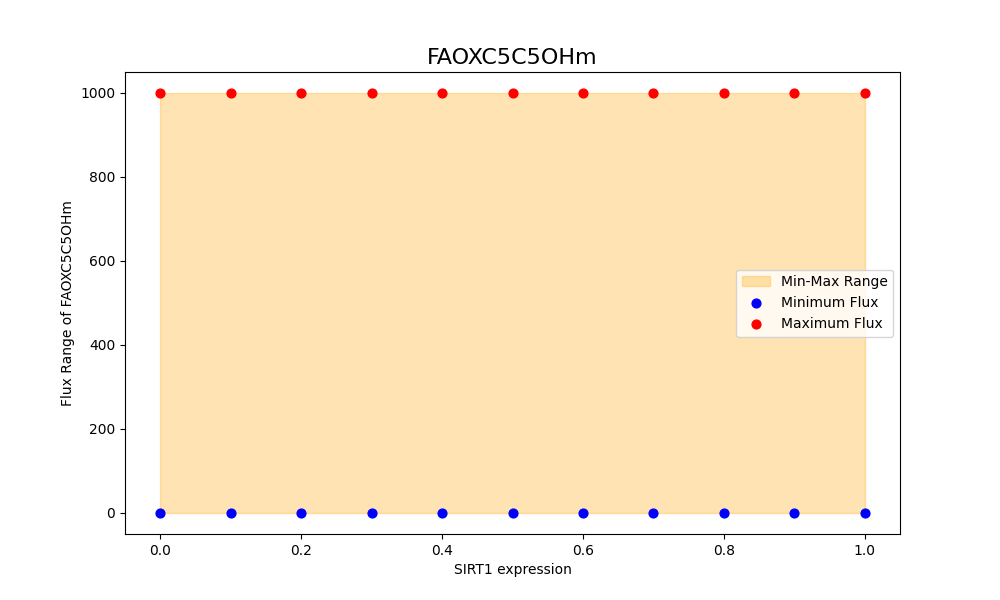 FAOXC5C5OHm
Flux Range of FAOXC5C5OHm
1000
800
600
400
200
0
Min-Max Range
Minimum Flux
Maximum Flux
0.0 0.2 0.4 0.6 0.8 1.0
SIRT1 expression